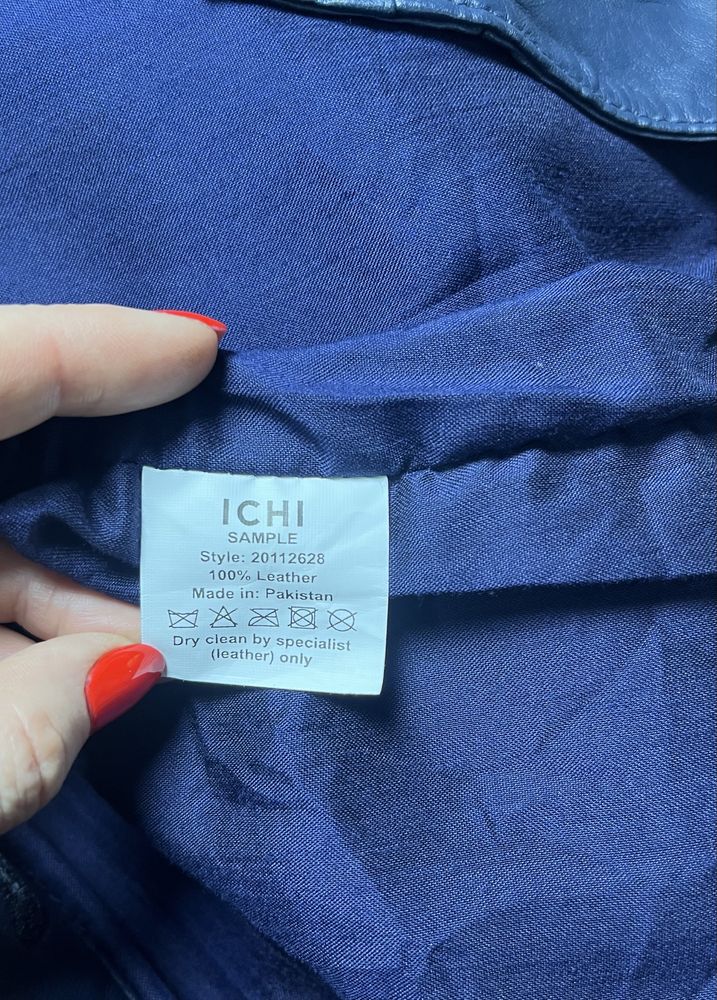 ICHI
SAMPLE
Style: 20112628
100% Leather
Made in: Pakistan
Dry clean by specialist
(leather) only